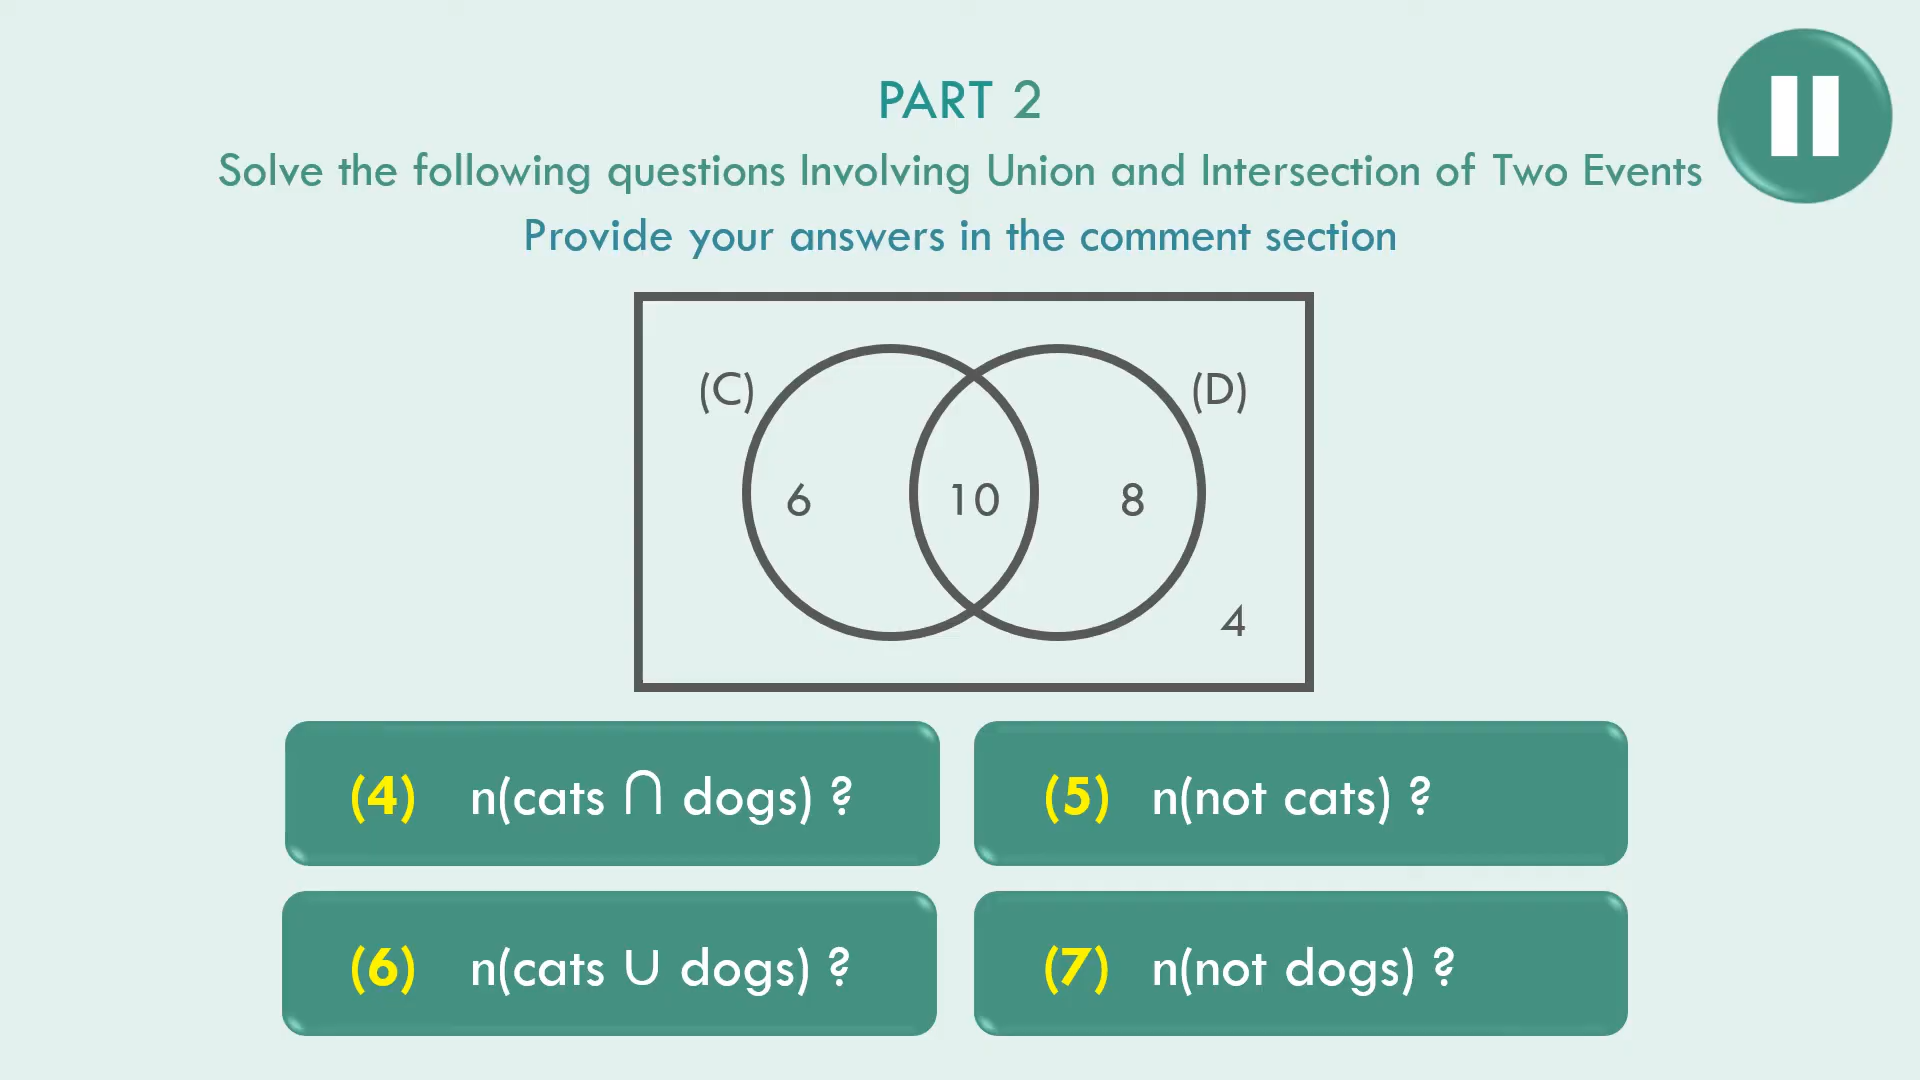 PART 2
Solve the following questions Involving Union and Intersection of Two Events
Provide your answers in the comment section
(C) (D)
6 10 8
4
(4) n(cats ∩ dogs) ?
(5) n(not cats) ?
(6) n(cats ∪ dogs) ?
(7) n(not dogs) ?